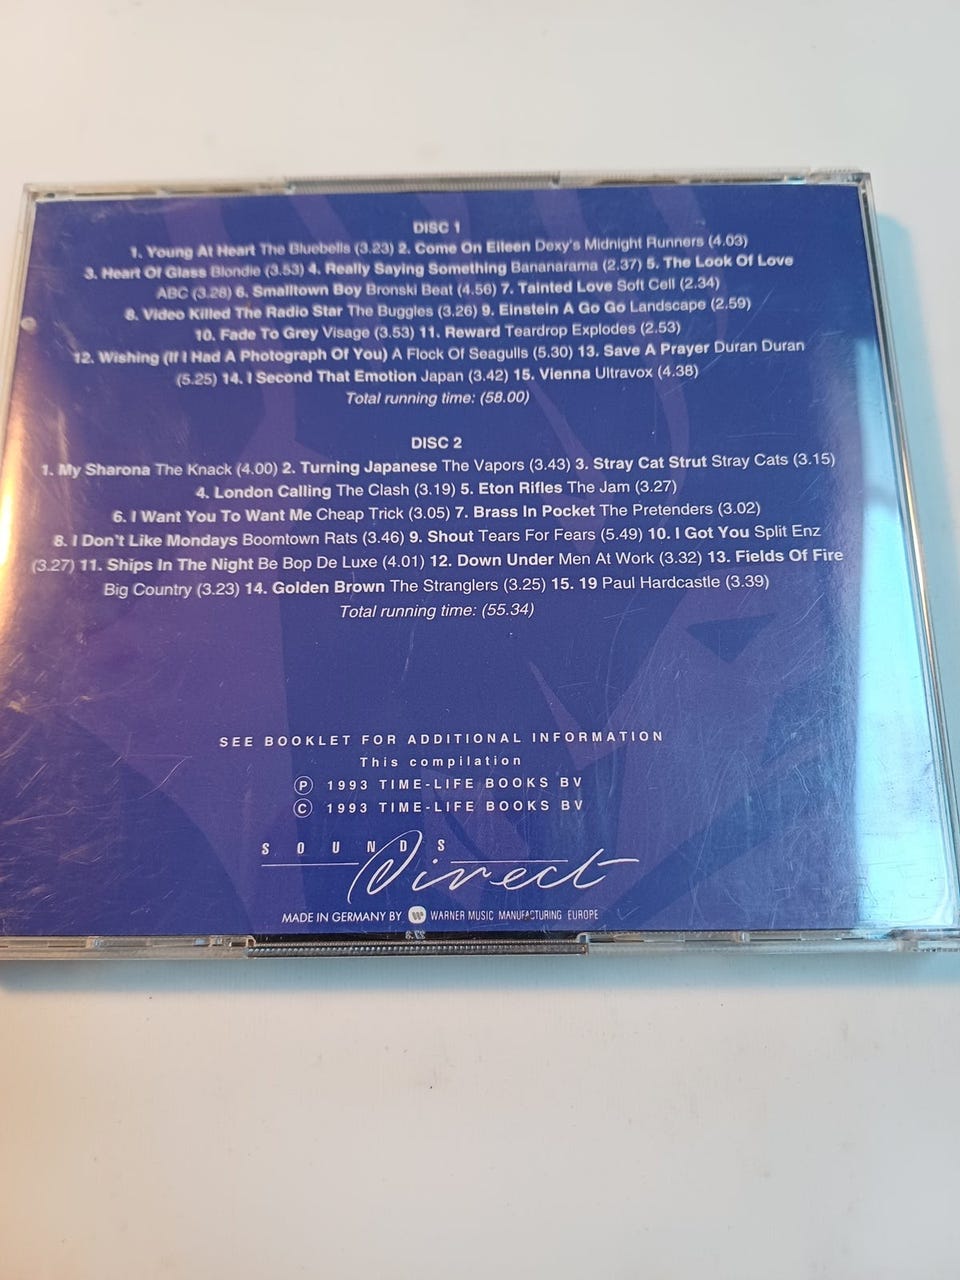 DISC 1
1. Young At Heart The Bluebells (3.23) 2. Come On Eileen Dexy's Midnight Runners (4.03)
3. Heart Of Glass Blondie (3.53) 4. Really Saying Something Bananarama (2.37) 5. The Look Of Love
ABC (3.28) 6. Smalltown Boy Bronski Beat (4.56) 7. Tainted Love Soft Cell (2.34)
8. Video Killed The Radio Star The Buggles (3.26) 9. Einstein A Go Go Landscape (2.59)
10. Fade To Grey Visage (3.53) 11. Reward Teardrop Explodes (2.53)
12. Wishing (If I Had A Photograph Of You) A Flock Of Seagulls (5.30) 13. Save A Prayer Duran Duran
(5.25) 14. I Second That Emotion Japan (3.42) 15. Vienna Ultravox (4.38)
Total running time: (58.00)
DISC 2
1. My Sharona The Knack (4.00) 2. Turning Japanese The Vapors (3.43) 3. Stray Cat Strut Stray Cats (3.15)
4. London Calling The Clash (3.19) 5. Eton Rifles The Jam (3.27)
6. I Want You To Want Me Cheap Trick (3.05) 7. Brass In Pocket The Pretenders (3.02)
8. I Don't Like Mondays Boomtown Rats (3.46) 9. Shout Tears For Fears (5.49) 10. I Got You Split Enz
(3.27) 11. Ships In The Night Be Bop De Luxe (4.01) 12. Down Under Men At Work (3.32) 13. Fields Of Fire
Big Country (3.23) 14. Golden Brown The Stranglers (3.25) 15. 19 Paul Hardcastle (3.39)
Total running time: (55.34)
SEE BOOKLET FOR ADDITIONAL INFORMATION
This compilation
℗ 1993 TIME-LIFE BOOKS BV
© 1993 TIME-LIFE BOOKS BV
SOUNDS
Direct
MADE IN GERMANY BY WARNER MUSIC MANUFACTURING EUROPE